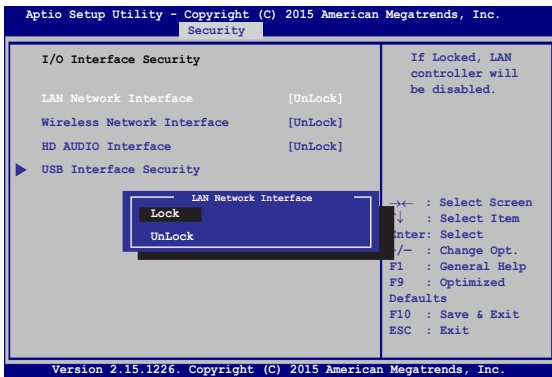 Aptio Setup Utility - Copyright (C) 2015 American Megatrends, Inc.
Security
I/O Interface Security
LAN Network Interface [UnLock]
Wireless Network Interface [UnLock]
HD AUDIO Interface [UnLock]
USB Interface Security
LAN Network Interface
Lock
UnLock
If Locked, LAN
controller will
be disabled.
→← : Select Screen
↑↓ : Select Item
Enter: Select
+/— : Change Opt.
F1 : General Help
F9 : Optimized
Defaults
F10 : Save & Exit
ESC : Exit
Version 2.15.1226. Copyright (C) 2015 American Megatrends, Inc.